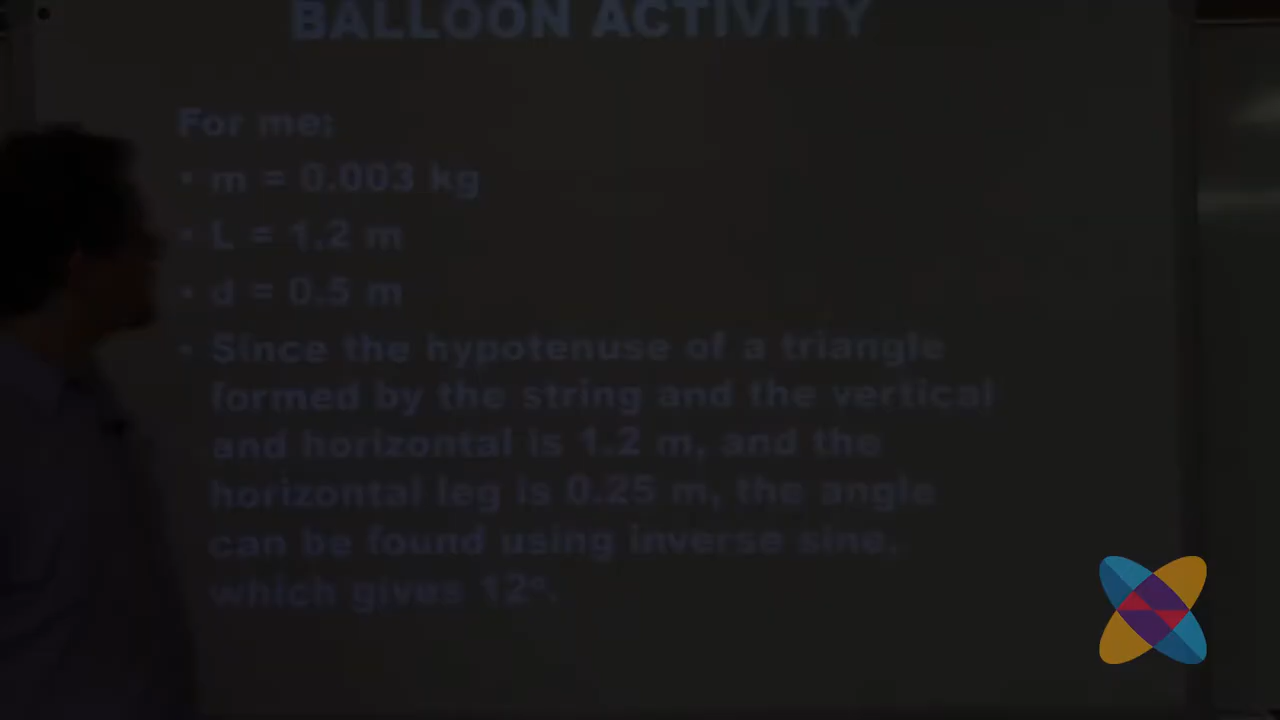 BALLOON ACTIVITY
For me:
• m = 0.003 kg
• L = 1.2 m
• d = 0.5 m
• Since the hypotenuse of a triangle
formed by the string and the vertical
and horizontal is 1.2 m, and the
horizontal leg is 0.25 m, the angle
can be found using inverse sine,
which gives 12°.